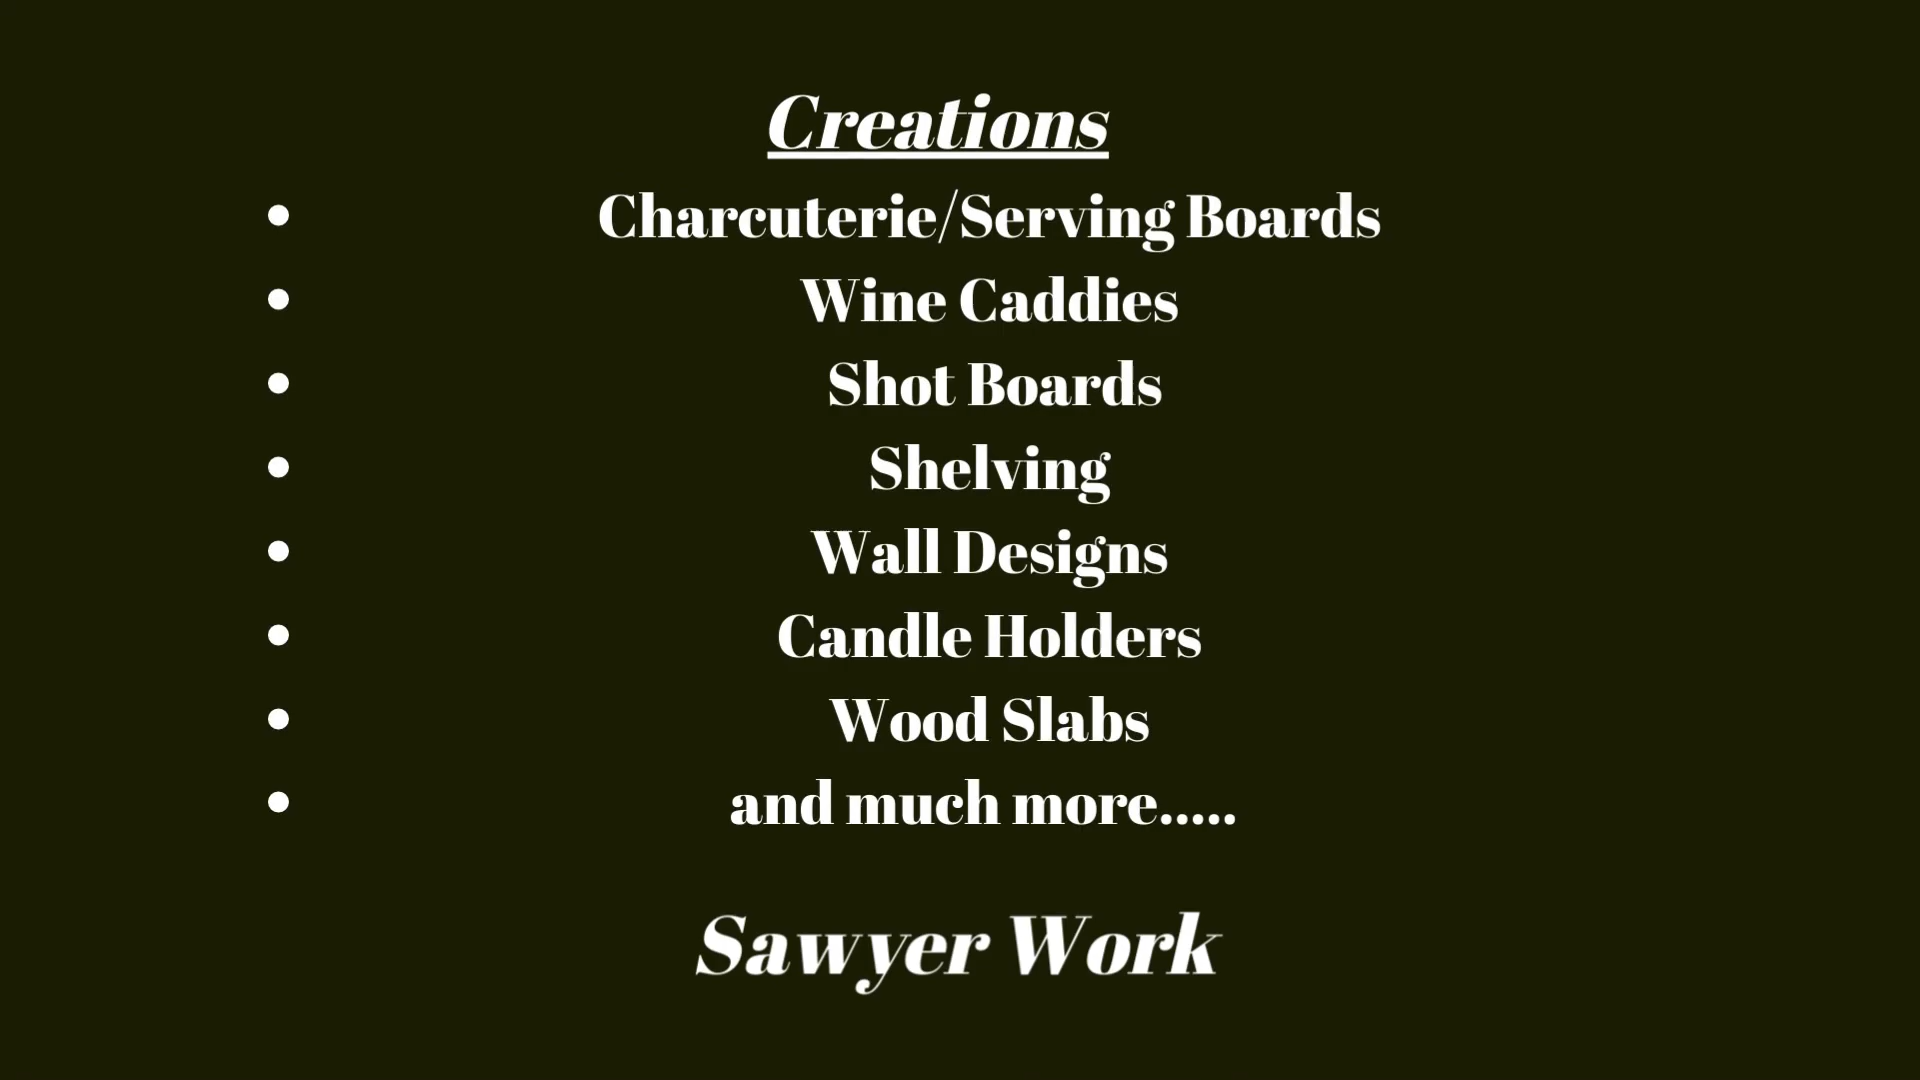 Creations
• Charcuterie/Serving Boards
• Wine Caddies
• Shot Boards
• Shelving
• Wall Designs
• Candle Holders
• Wood Slabs
• and much more.....
Sawyer Work